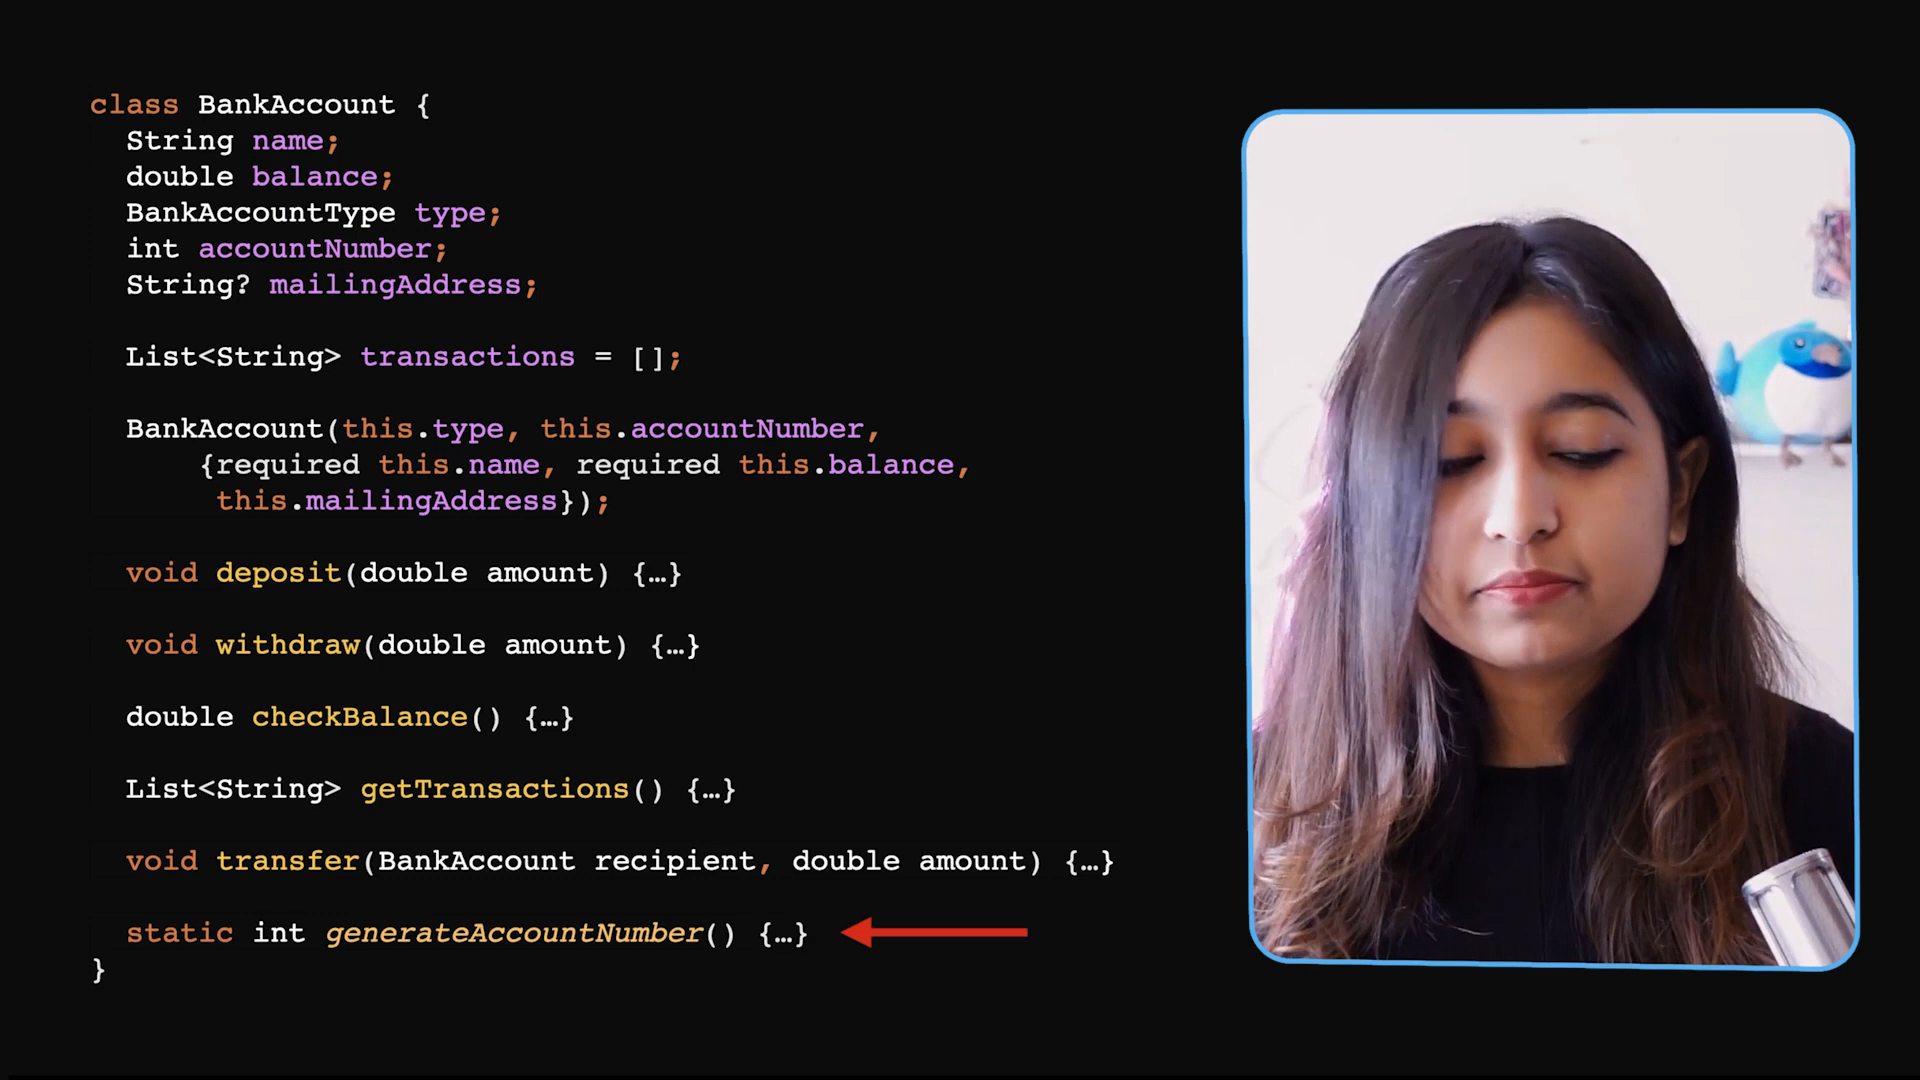 class BankAccount {
String name;
double balance;
BankAccountType type;
int accountNumber;
String? mailingAddress;
List<String> transactions = [];
BankAccount(this.type, this.accountNumber,
{required this.name, required this.balance,
this.mailingAddress});
void deposit(double amount) {…}
void withdraw(double amount) {…}
double checkBalance() {…}
List<String> getTransactions() {…}
void transfer(BankAccount recipient, double amount) {…}
static int generateAccountNumber() {…}
}